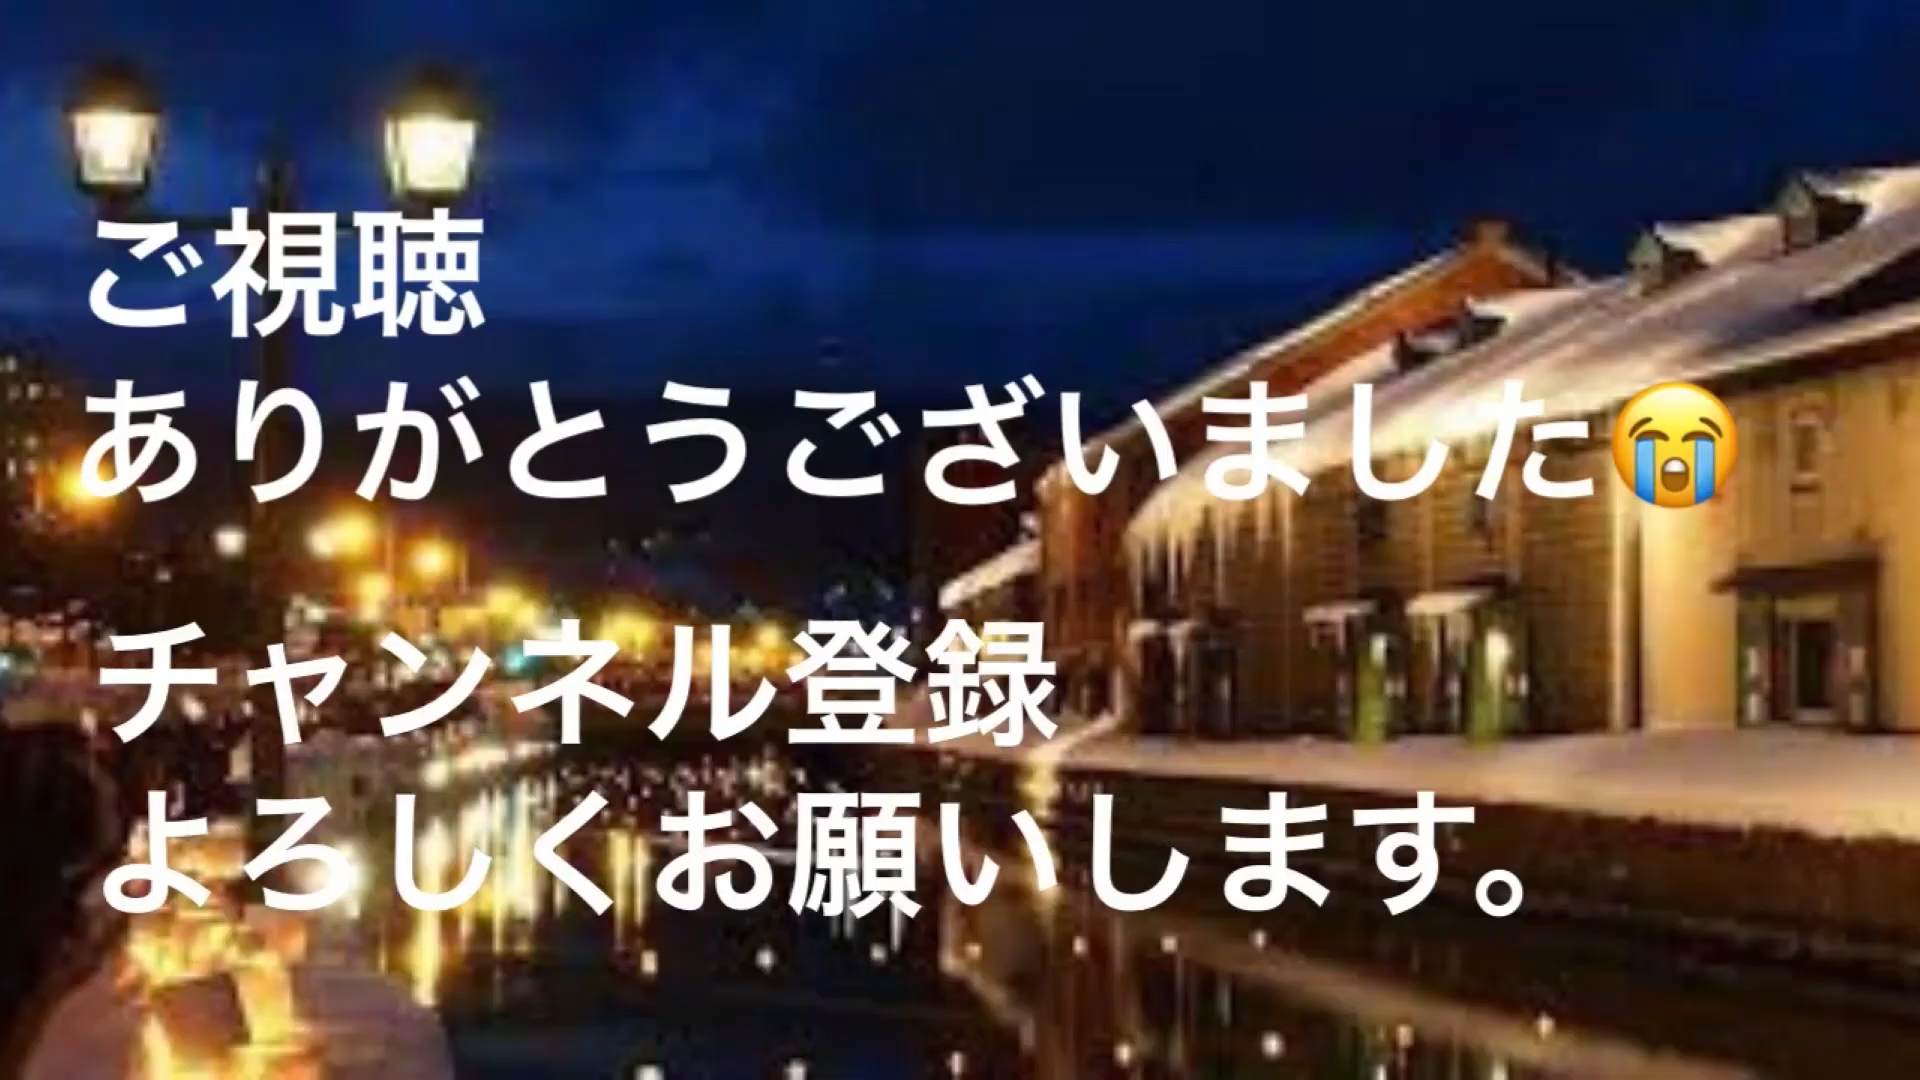 ご視聴
ありがとうございました😭
チャンネル登録
よろしくお願いします。